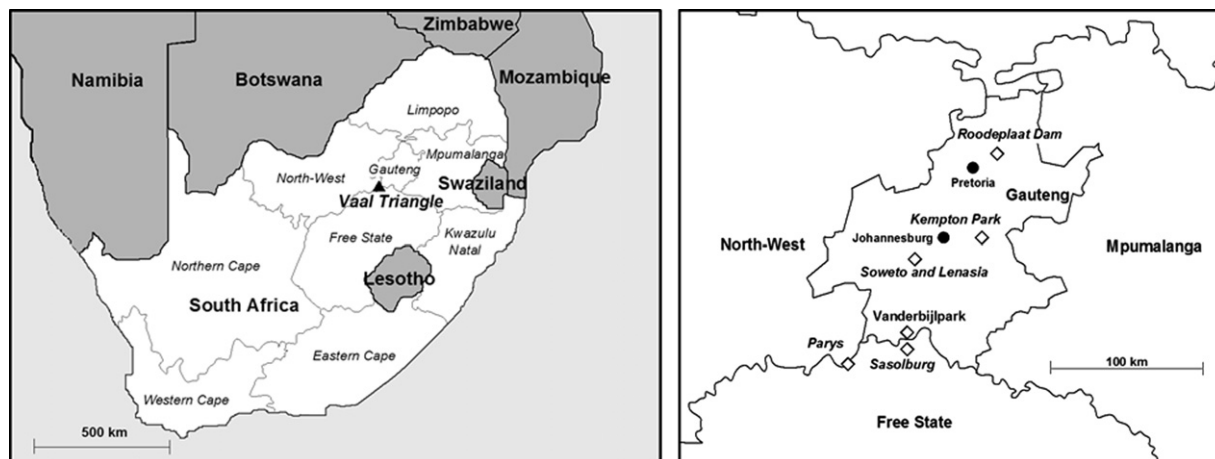 Zimbabwe
Namibia
Botswana
Mozambique
Limpopo
Mpumalanga
Gauteng
North-West
Swaziland
Vaal Triangle
Free State
Kwazulu
Natal
Northern Cape
Lesotho
South Africa
Eastern Cape
Western Cape
500 km
Roodeplaat Dam
Pretoria
Gauteng
Kempton Park
Johannesburg
North-West
Mpumalanga
Soweto and Lenasia
Vanderbijlpark
Parys
Sasolburg
100 km
Free State